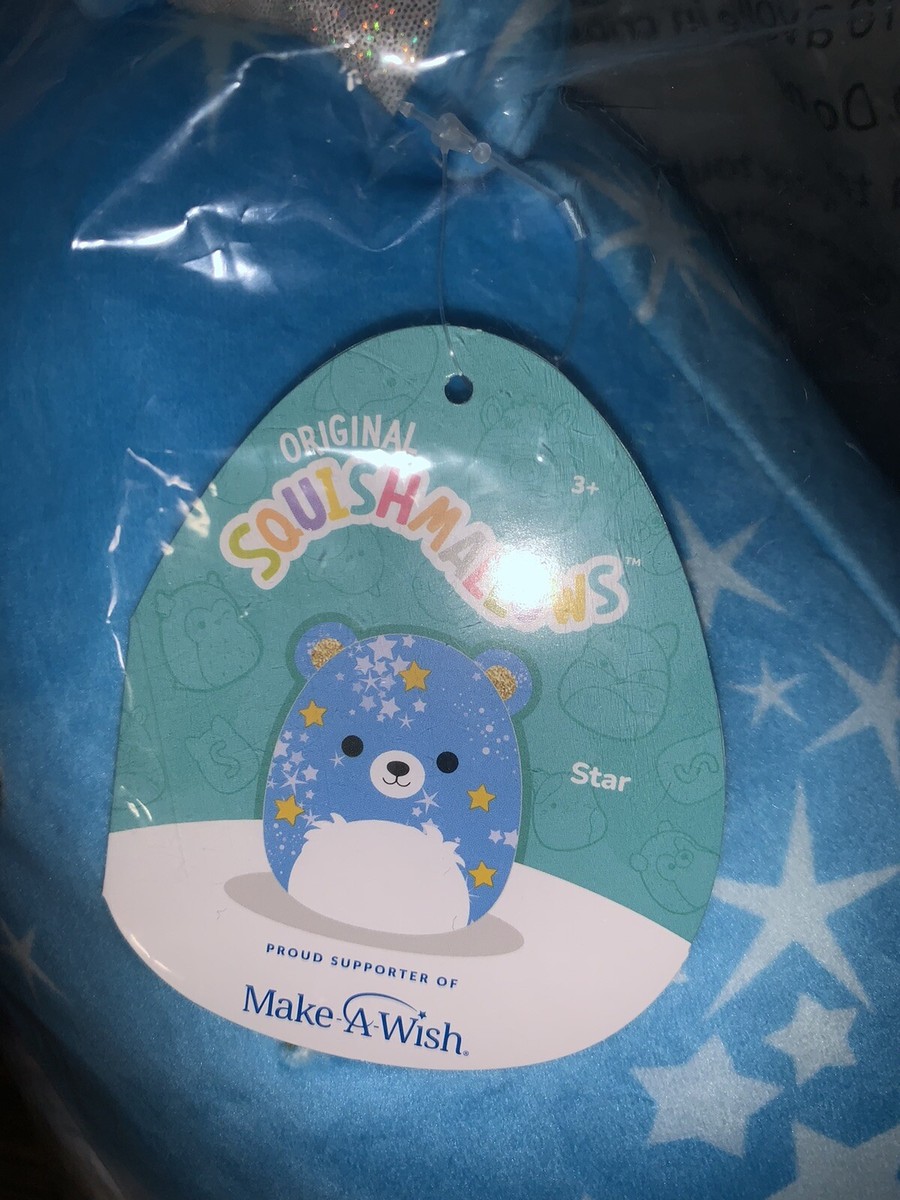 ORIGINAL
SQUISHMALLOWS™
3+
Star
PROUD SUPPORTER OF
Make-A-Wish®